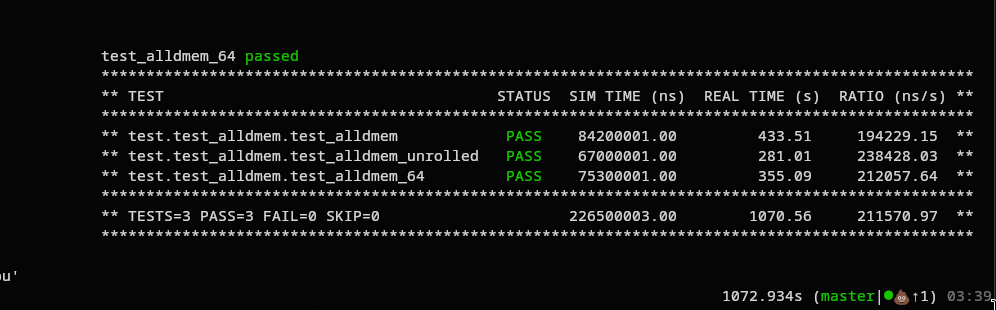 test_alldmem_64 passed
*************************************************************************************************
** TEST STATUS SIM TIME (ns) REAL TIME (s) RATIO (ns/s) **
*************************************************************************************************
** test.test_alldmem.test_alldmem PASS 84200001.00 433.51 194229.15 **
** test.test_alldmem.test_alldmem_unrolled PASS 67000001.00 281.01 238428.03 **
** test.test_alldmem.test_alldmem_64 PASS 75300001.00 355.09 212057.64 **
*************************************************************************************************
** TESTS=3 PASS=3 FAIL=0 SKIP=0 226500003.00 1070.56 211570.97 **
*************************************************************************************************
ou'
1072.934s (master|●💩↑1) 03:39